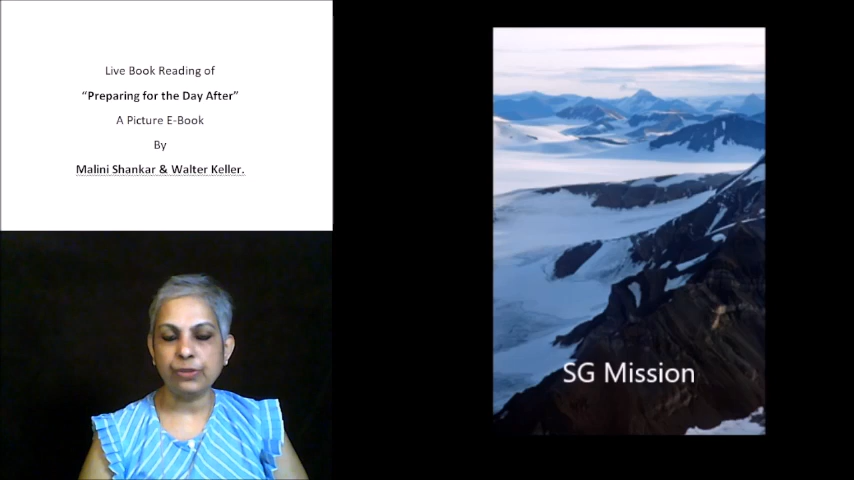 Live Book Reading of
“Preparing for the Day After”
A Picture E-Book
By
Malini Shankar & Walter Keller.
SG Mission